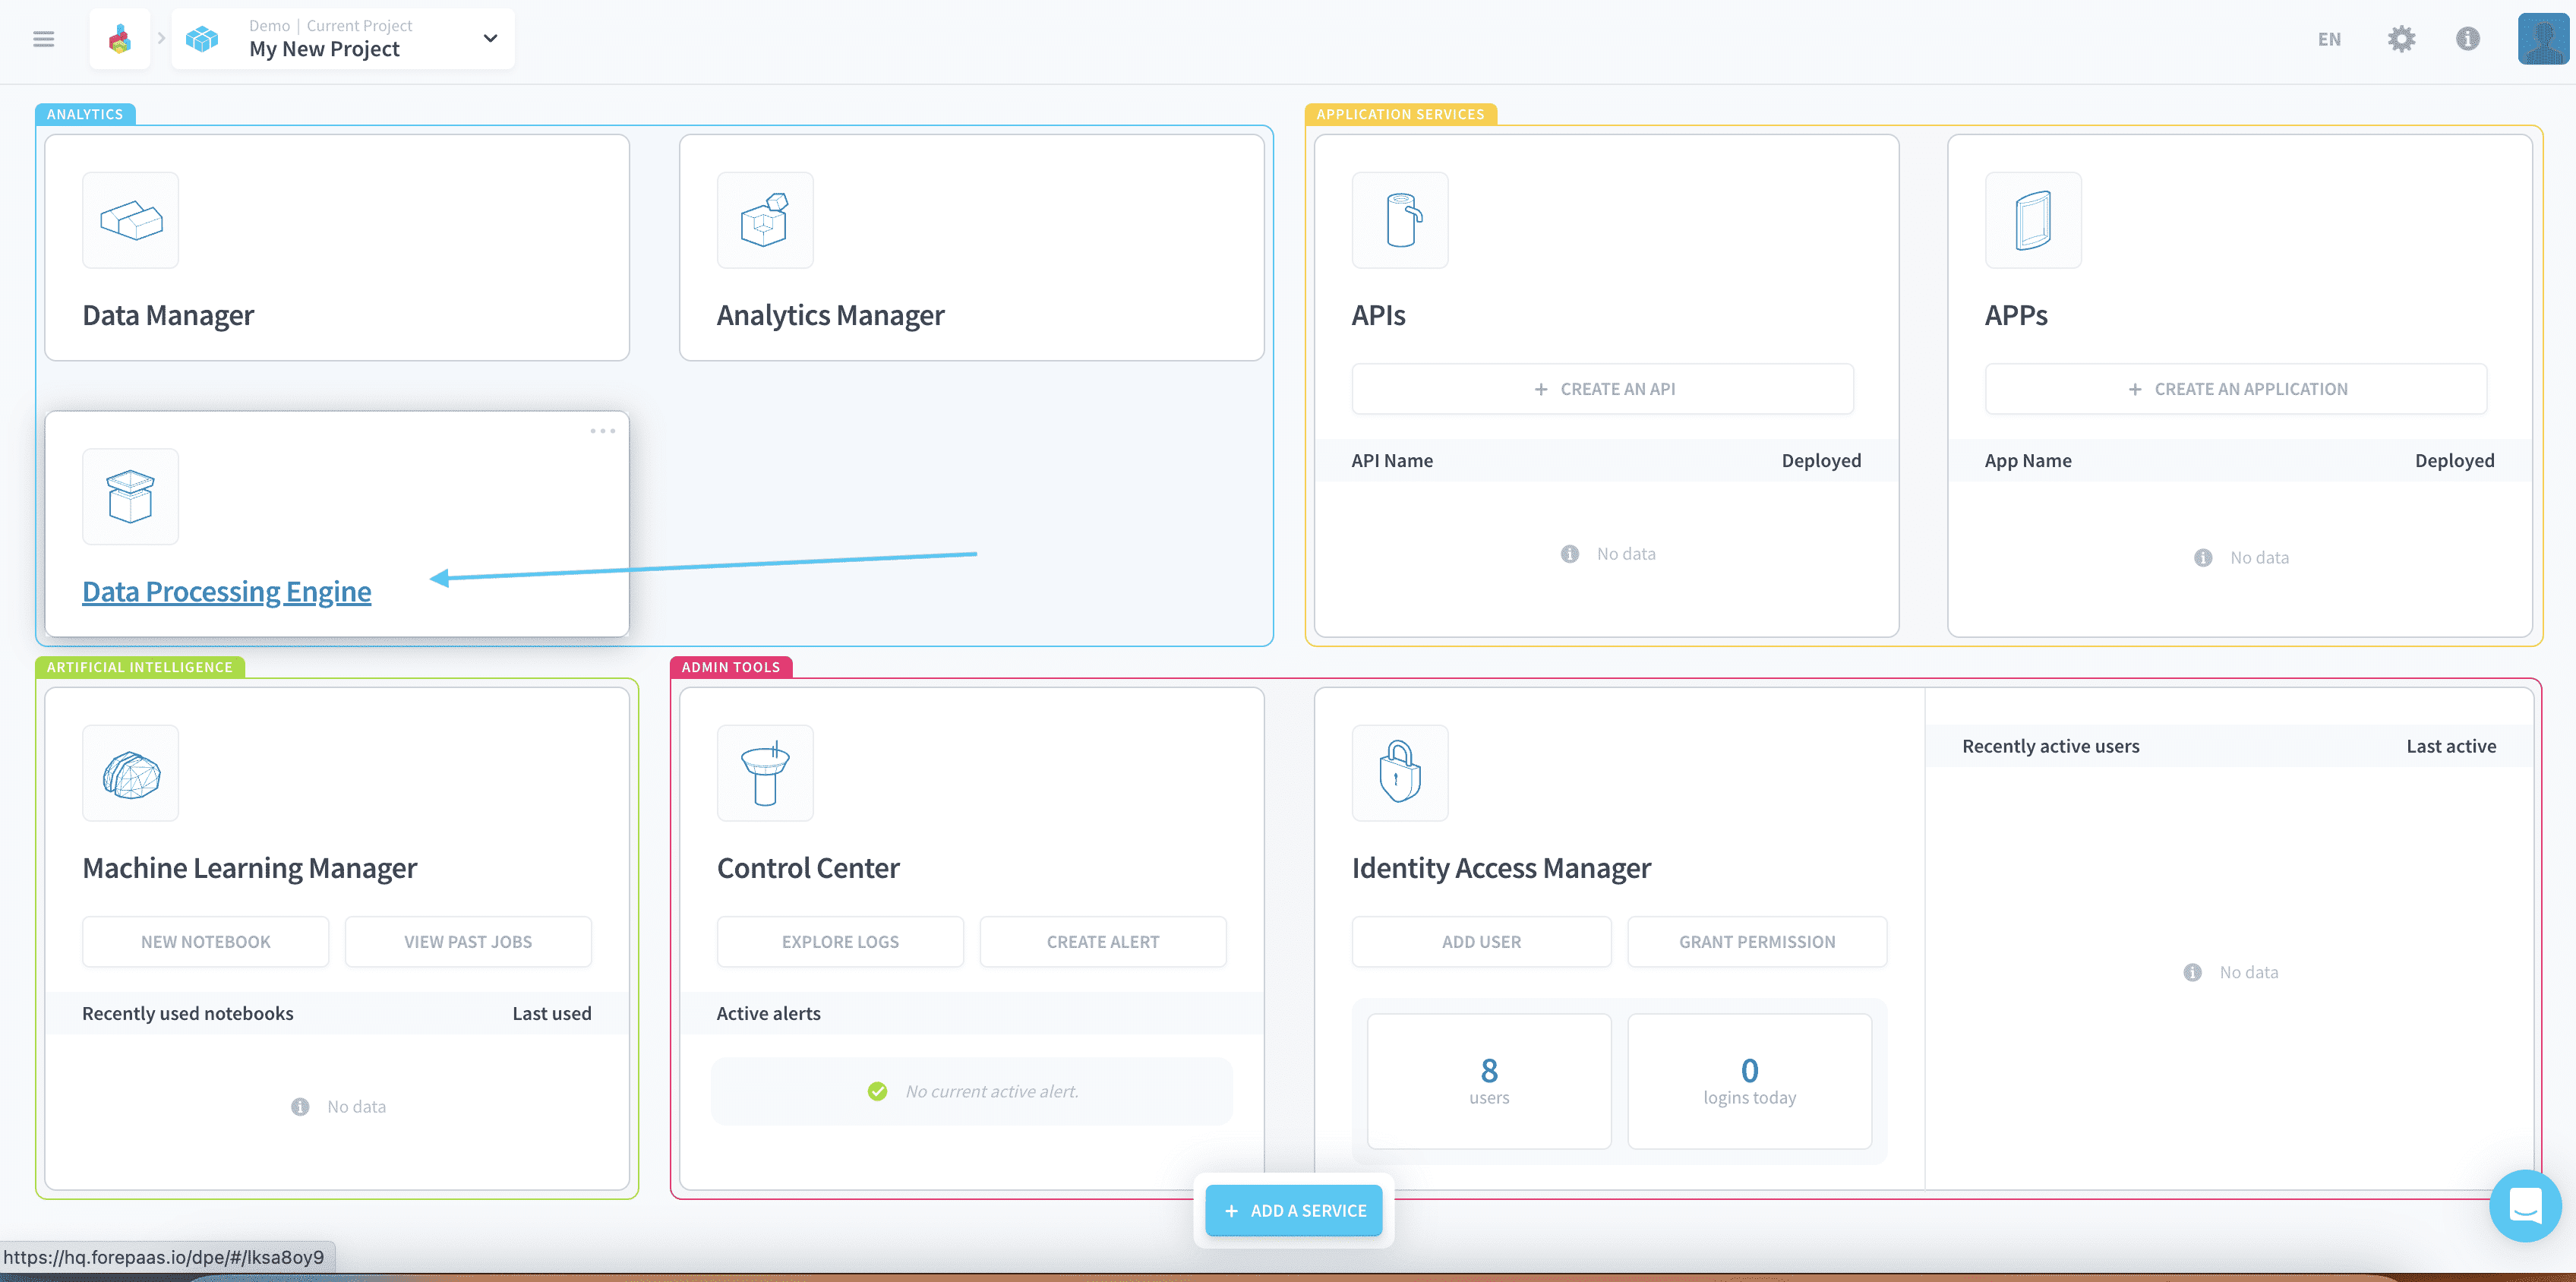 Demo | Current Project
My New Project
EN
ANALYTICS
Data Manager
Analytics Manager
Data Processing Engine
APPLICATION SERVICES
APIs
+ CREATE AN API
API Name Deployed
No data
APPs
+ CREATE AN APPLICATION
App Name Deployed
No data
ARTIFICIAL INTELLIGENCE
Machine Learning Manager
NEW NOTEBOOK VIEW PAST JOBS
Recently used notebooks Last used
No data
ADMIN TOOLS
Control Center
EXPLORE LOGS CREATE ALERT
Active alerts
No current active alert.
Identity Access Manager
ADD USER GRANT PERMISSION
8 0
users logins today
Recently active users Last active
No data
+ ADD A SERVICE
https://hq.forepaas.io/dpe/#/lksa8oy9